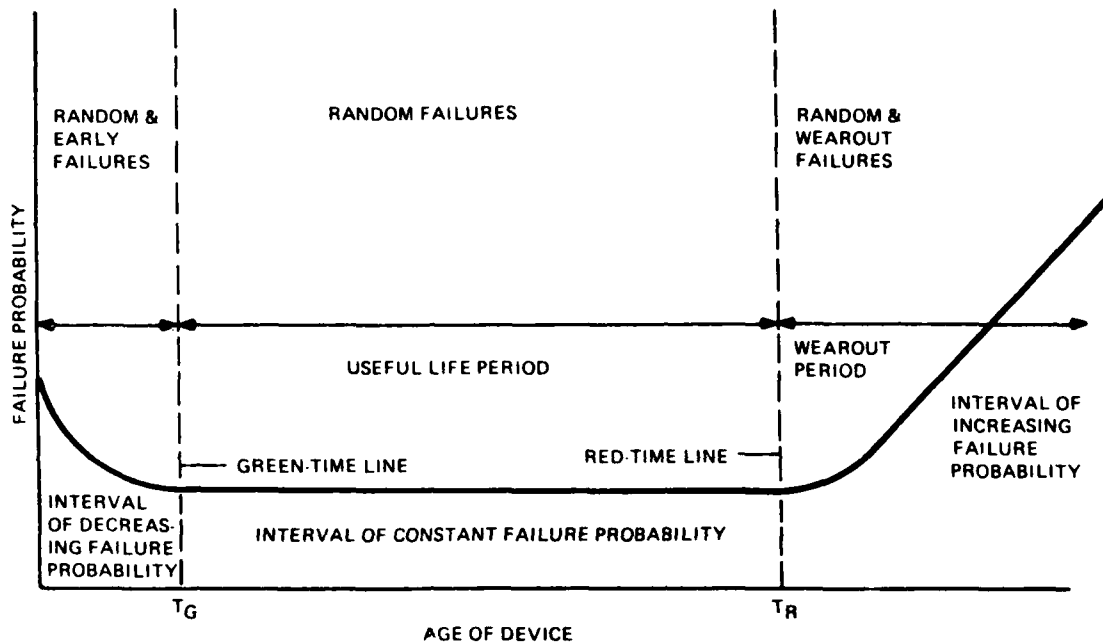 RANDOM &
EARLY
FAILURES
RANDOM FAILURES
RANDOM &
WEAROUT
FAILURES
FAILURE PROBABILITY
USEFUL LIFE PERIOD
WEAROUT
PERIOD
GREEN-TIME LINE
RED-TIME LINE
INTERVAL OF
INCREASING
FAILURE
PROBABILITY
INTERVAL
OF DECREAS-
ING FAILURE
PROBABILITY
INTERVAL OF CONSTANT FAILURE PROBABILITY
TG
TR
AGE OF DEVICE